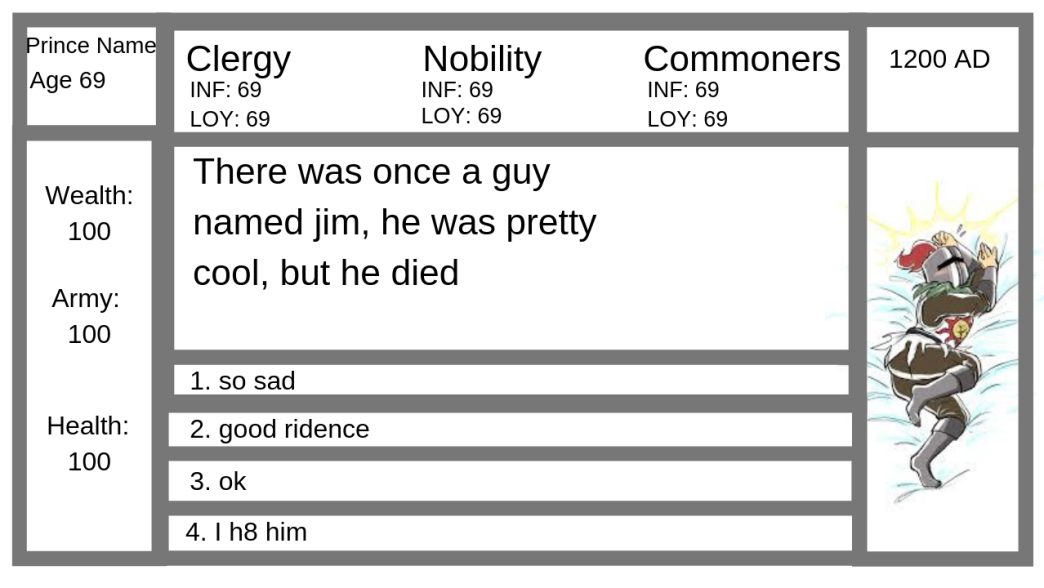 Prince Name
Age 69
Clergy
INF: 69
LOY: 69
Nobility
INF: 69
LOY: 69
Commoners
INF: 69
LOY: 69
1200 AD
Wealth:
100
Army:
100
Health:
100
There was once a guy
named jim, he was pretty
cool, but he died
1. so sad
2. good ridence
3. ok
4. I h8 him